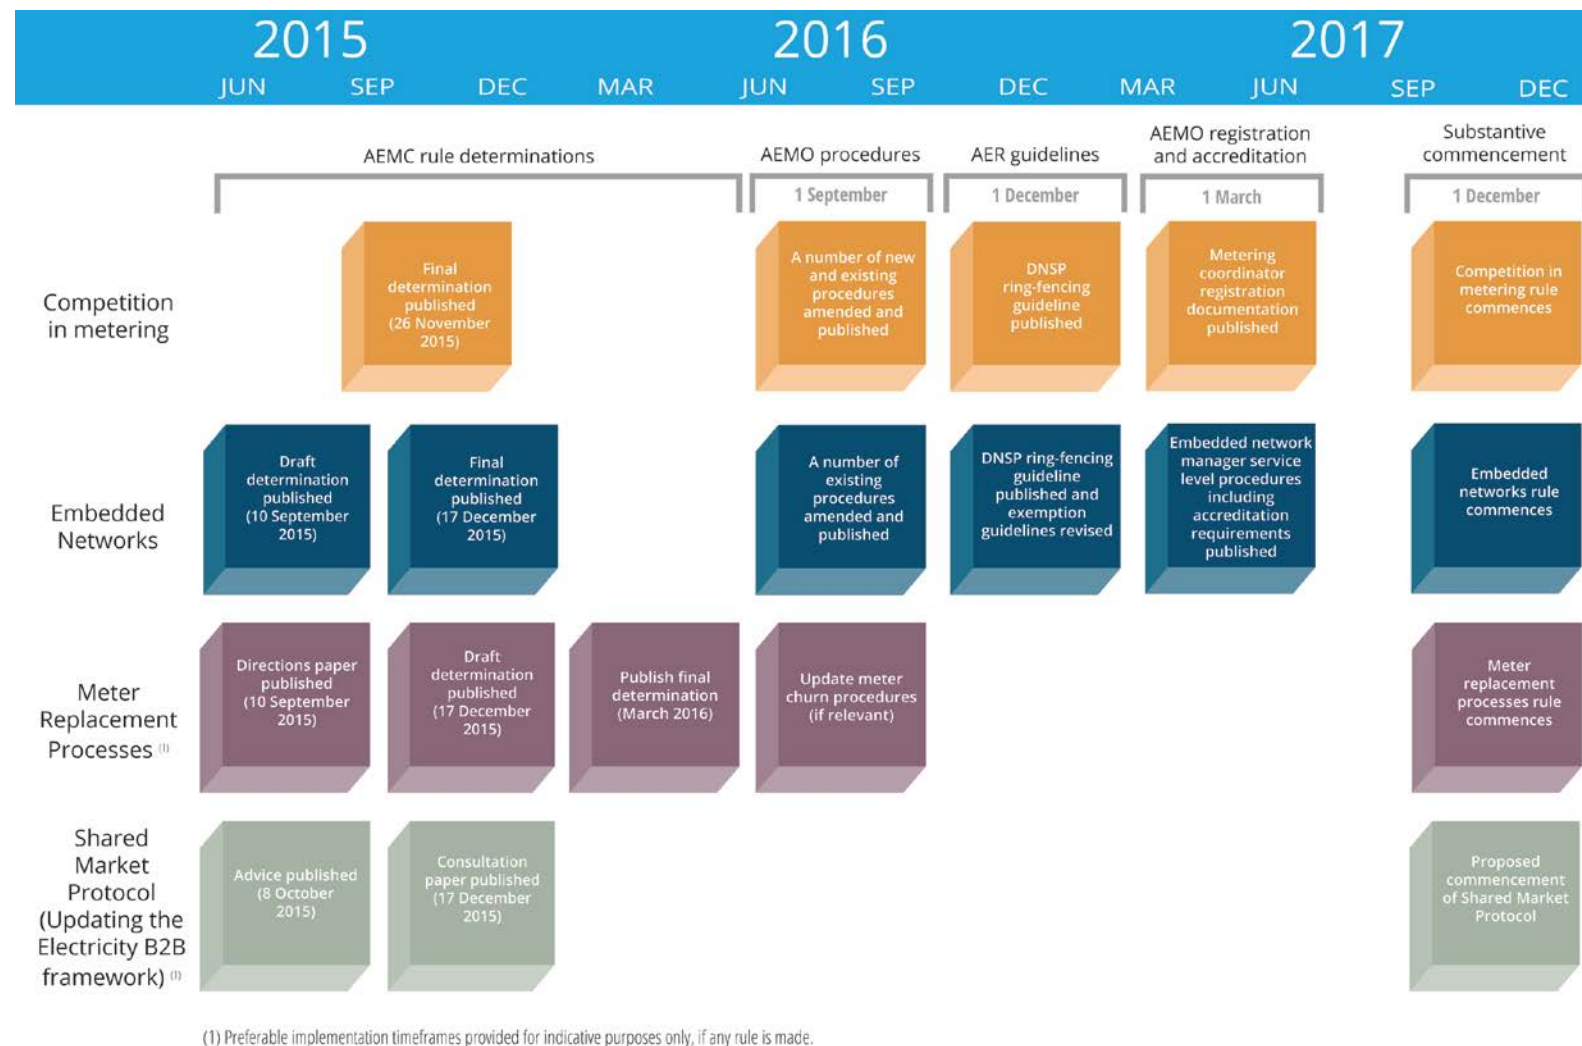 2015
2016
2017
JUN
SEP
DEC
MAR
JUN
SEP
DEC
MAR
JUN
SEP
DEC
AEMC rule determinations
AEMO procedures
1 September
AER guidelines
1 December
AEMO registration
and accreditation
1 March
Substantive
commencement
1 December
Competition
in metering
Final
determination
published
(26 November
2015)
A number of new
and existing
procedures
amended and
published
DNSP
ring-fencing
guideline
published
Metering
coordinator
registration
documentation
published
Competition in
metering rule
commences
Embedded
Networks
Draft
determination
published
(10 September
2015)
Final
determination
published
(17 December
2015)
A number of
existing
procedures
amended and
published
DNSP ring-fencing
guideline
published and
exemption
guidelines revised
Embedded network
manager service
level procedures
including
accreditation
requirements
published
Embedded
networks rule
commences
Meter
Replacement
Processes (1)
Directions paper
published
(10 September
2015)
Draft
determination
published
(17 December
2015)
Publish final
determination
(March 2016)
Update meter
churn procedures
(if relevant)
Meter
replacement
processes rule
commences
Shared
Market
Protocol
(Updating the
Electricity B2B
framework) (1)
Advice published
(8 October
2015)
Consultation
paper published
(17 December
2015)
Proposed
commencement
of Shared Market
Protocol
(1) Preferable implementation timeframes provided for indicative purposes only, if any rule is made.